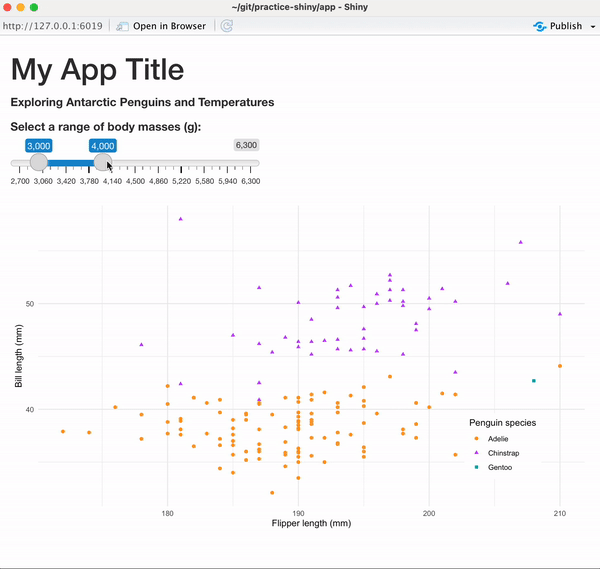 ~/git/practice-shiny/app - Shiny
http://127.0.0.1:6019 Open in Browser Publish
My App Title
Exploring Antarctic Penguins and Temperatures
Select a range of body masses (g):
3,000 4,000 6,300
2,700 3,060 3,420 3,780 4,140 4,500 4,860 5,220 5,580 5,940 6,300
50
Bill length (mm)
40
Penguin species
Adelie
Chinstrap
Gentoo
180 190 200 210
Flipper length (mm)